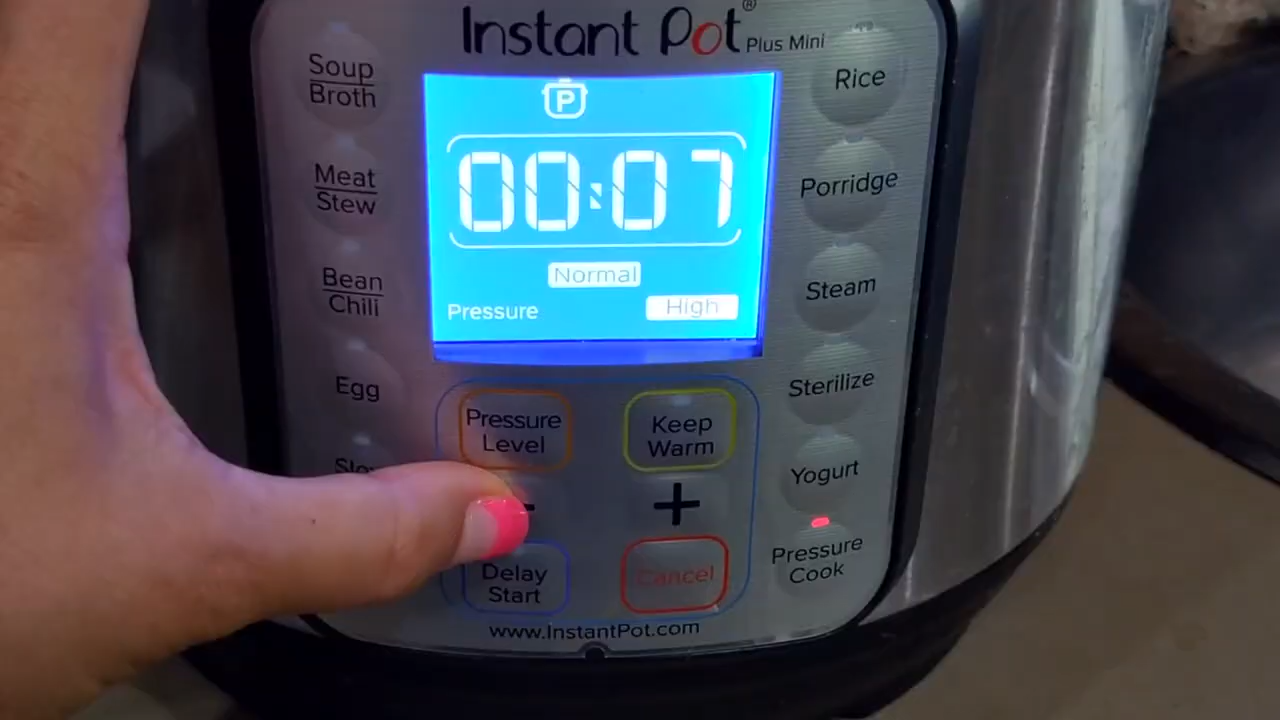 Instant Pot®
Plus Mini
Soup
Broth
Meat
Stew
Bean
Chili
Egg
P
00:07
Normal
Pressure
High
Pressure
Level
Keep
Warm
+
Delay
Start
Cancel
Rice
Porridge
Steam
Sterilize
Yogurt
Pressure
Cook
www.InstantPot.com